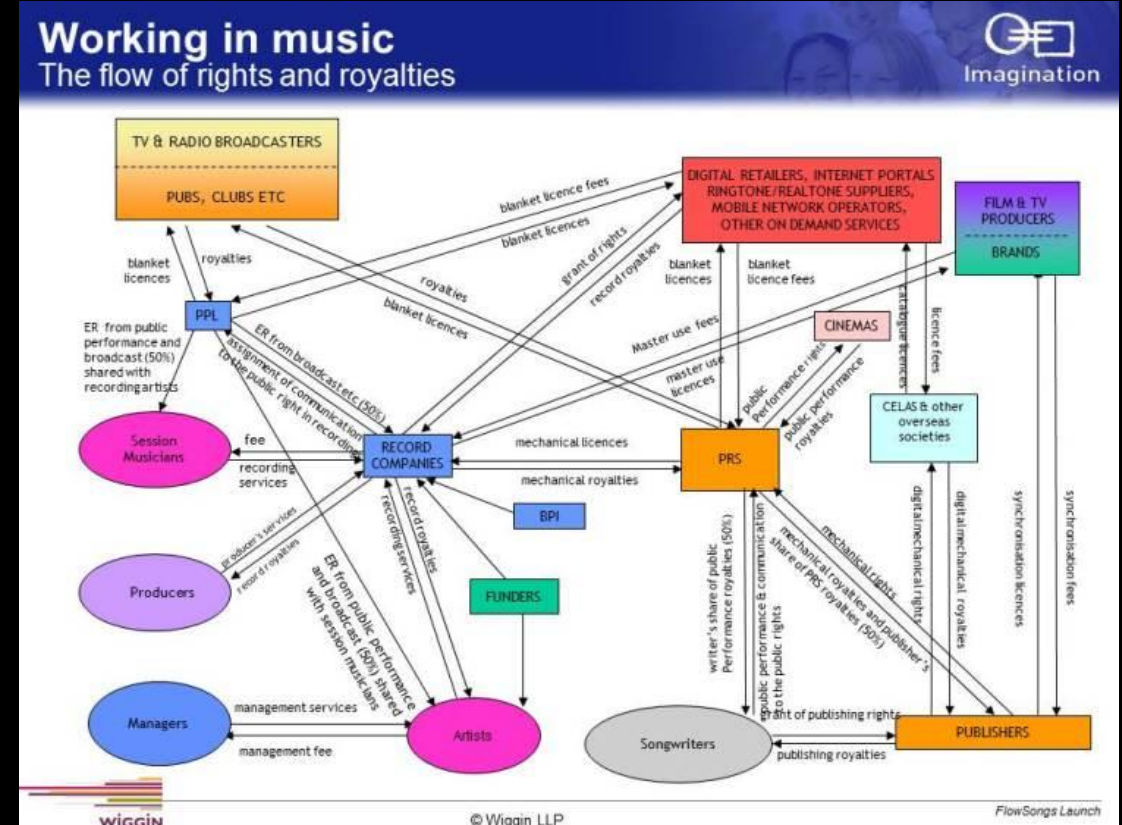 Working in music
The flow of rights and royalties
Imagination
TV & RADIO BROADCASTERS
PUBS, CLUBS ETC
DIGITAL RETAILERS, INTERNET PORTALS
RINGTONE/REALTONE SUPPLIERS,
MOBILE NETWORK OPERATORS,
OTHER ON DEMAND SERVICES
FILM & TV
PRODUCERS
BRANDS
blanket licence fees
blanket licences
blanket
licences
royalties
royalties
blanket licences
grant of rights
record royalties
blanket
licences
blanket
licence fees
catalogue licences
licence fees
PPL
ER from public
performance and
broadcast (50%)
shared with
recording artists
ER from broadcast etc (50%)
assignment of communication
to the public right in recording
Master use fees
master use
licences
CINEMAS
public
Performance rights
public performance
royalties
CELAS & other
overseas
societies
Session
Musicians
fee
recording
services
RECORD
COMPANIES
mechanical licences
mechanical royalties
PRS
BPI
producer's services
record royalties
recording services
record royalties
Producers
FUNDERS
ER from public performance
and broadcast (50%) shared
with session musicians
writer's share of public
Performance royalties (50%)
public performance & communication
to the public rights
mechanical rights
mechanical royalties and publisher's
share of PRS royalties (50%)
digital mechanical rights
digital mechanical royalties
synchronisation licences
synchronisation fees
Managers
management services
management fee
Artists
Songwriters
grant of publishing rights
publishing royalties
PUBLISHERS
wiggin
© Wiggin LLP
FlowSongs Launch